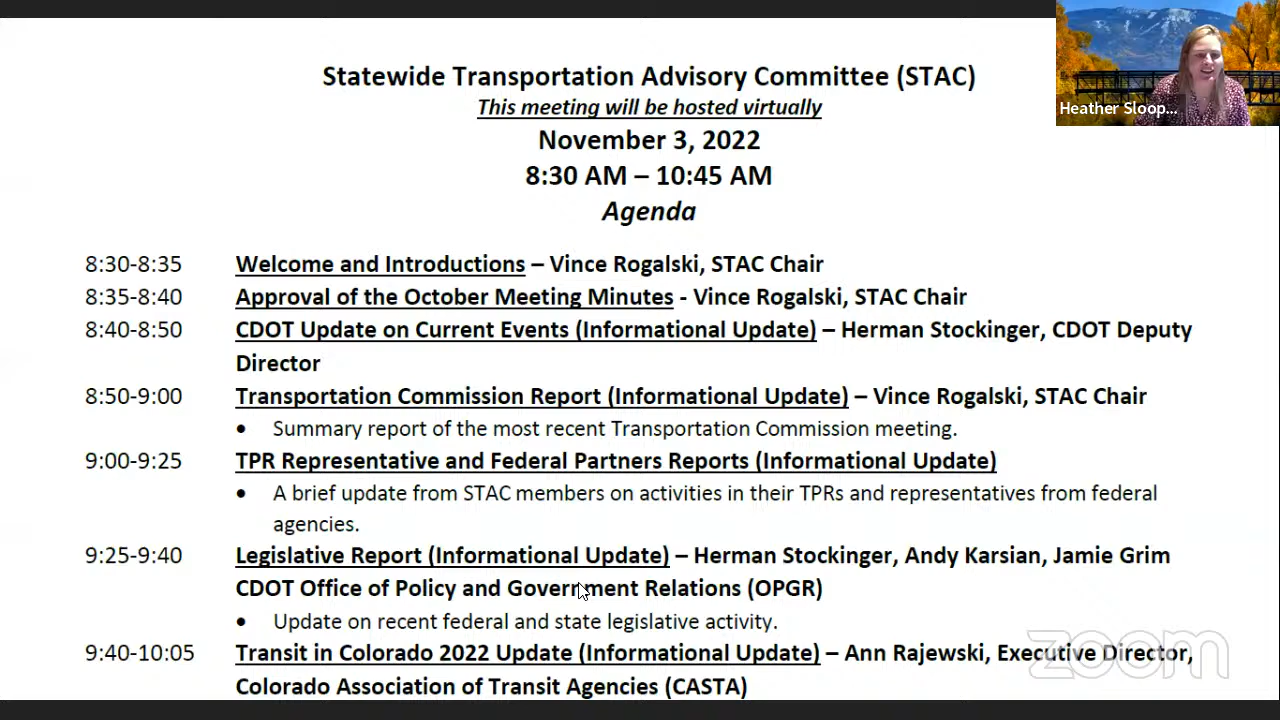 Statewide Transportation Advisory Committee (STAC)
This meeting will be hosted virtually
November 3, 2022
8:30 AM – 10:45 AM
Agenda
8:30-8:35 Welcome and Introductions – Vince Rogalski, STAC Chair
8:35-8:40 Approval of the October Meeting Minutes - Vince Rogalski, STAC Chair
8:40-8:50 CDOT Update on Current Events (Informational Update) – Herman Stockinger, CDOT Deputy
Director
8:50-9:00 Transportation Commission Report (Informational Update) – Vince Rogalski, STAC Chair
• Summary report of the most recent Transportation Commission meeting.
9:00-9:25 TPR Representative and Federal Partners Reports (Informational Update)
• A brief update from STAC members on activities in their TPRs and representatives from federal
agencies.
9:25-9:40 Legislative Report (Informational Update) – Herman Stockinger, Andy Karsian, Jamie Grim
CDOT Office of Policy and Government Relations (OPGR)
• Update on recent federal and state legislative activity.
9:40-10:05 Transit in Colorado 2022 Update (Informational Update) – Ann Rajewski, Executive Director,
Colorado Association of Transit Agencies (CASTA)
Heather Sloop...
zoom